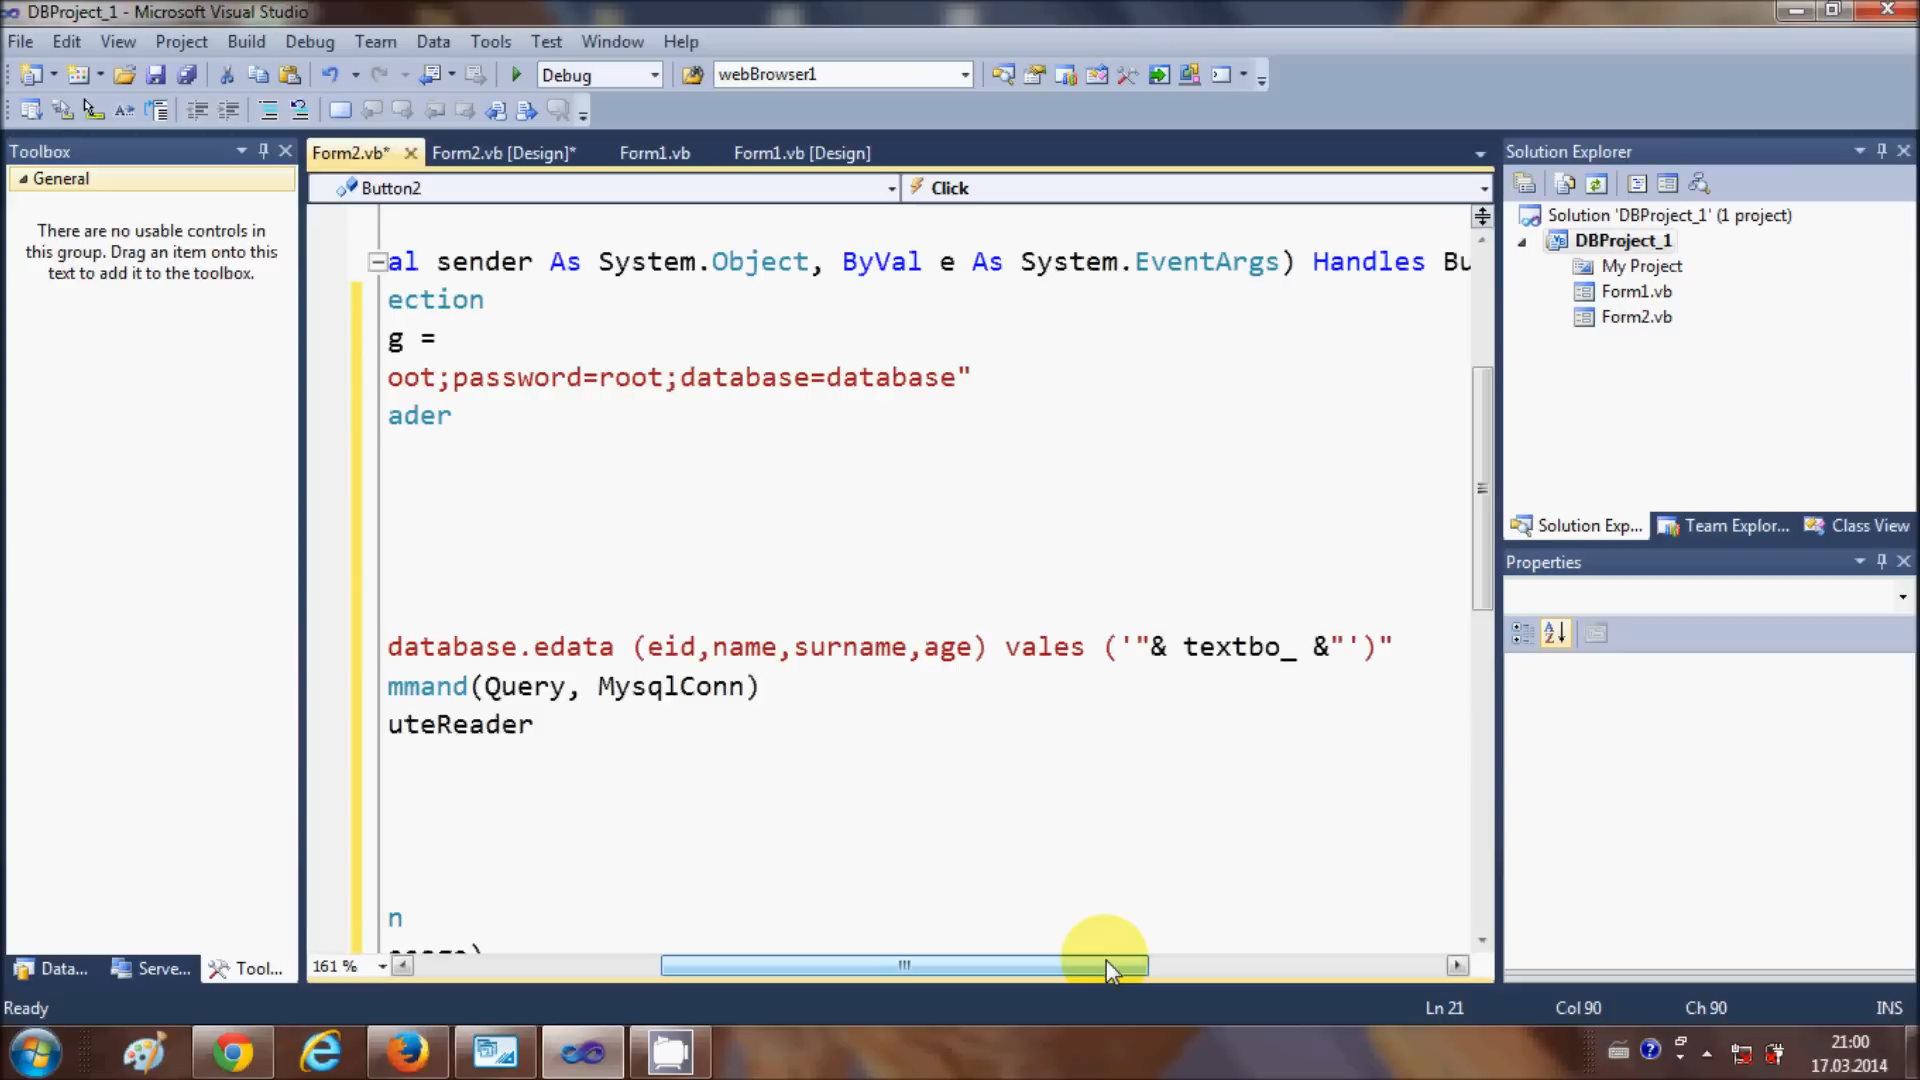 DBProject_1 - Microsoft Visual Studio
File Edit View Project Build Debug Team Data Tools Test Window Help
Debug webBrowser1
Toolbox
General
There are no usable controls in
this group. Drag an item onto this
text to add it to the toolbox.
Data... Serve... Tool...
Form2.vb* Form2.vb [Design]* Form1.vb Form1.vb [Design]
Button2 Click
al sender As System.Object, ByVal e As System.EventArgs) Handles Bu
ection
g =
oot;password=root;database=database"
ader
database.edata (eid,name,surname,age) vales ('"& textbo_ &"')"
mmand(Query, MysqlConn)
uteReader
n
161 %
Solution Explorer
Solution 'DBProject_1' (1 project)
DBProject_1
My Project
Form1.vb
Form2.vb
Solution Exp... Team Explor... Class View
Properties
Ready Ln 21 Col 90 Ch 90 INS
21:00
17.03.2014